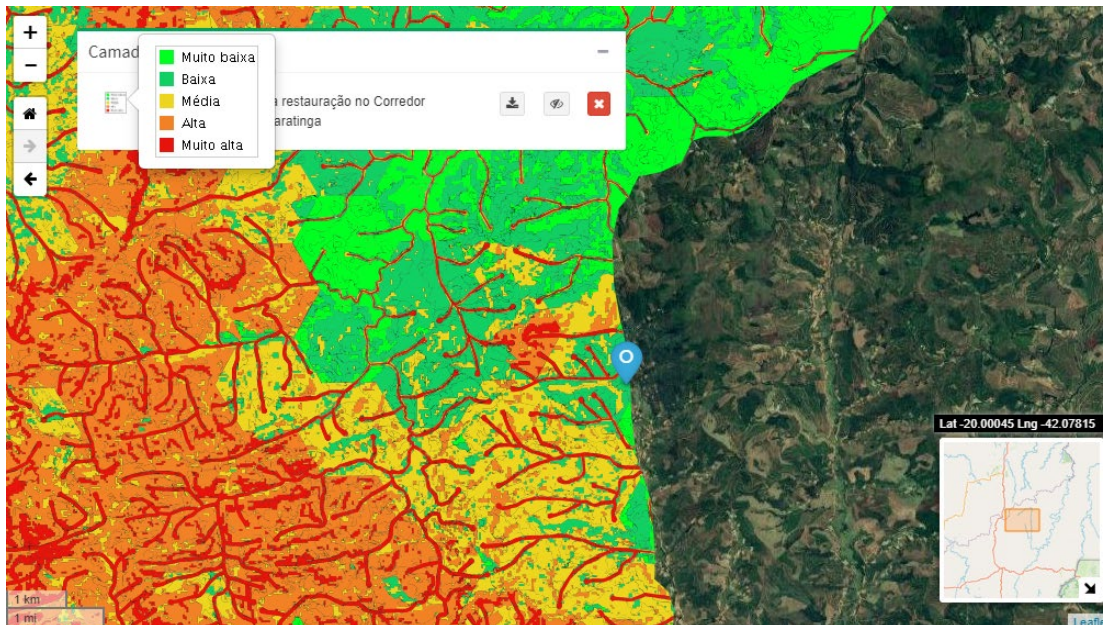 +
Camad
−
Muito baixa
Baixa
Média
Alta
Muito alta
a restauração no Corredor
aratinga
Lat -20.00045 Lng -42.07815
1 km
1 mi
Leafle